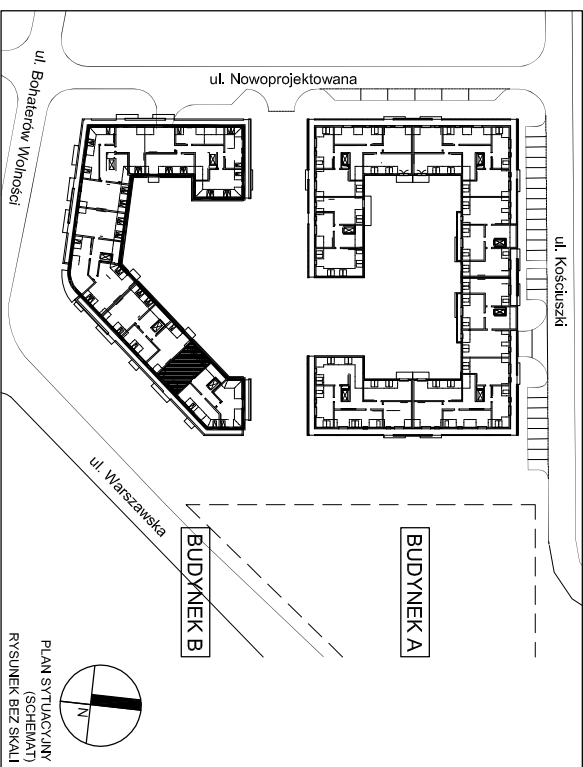 ul. Nowoprojektowana
ul. Bohaterów Wolności
ul. Kościuszki
ul. Warszawska
BUDYNEK A
BUDYNEK B
N
PLAN SYTUACYJNY
(SCHEMAT)
RYSUNEK BEZ SKALI